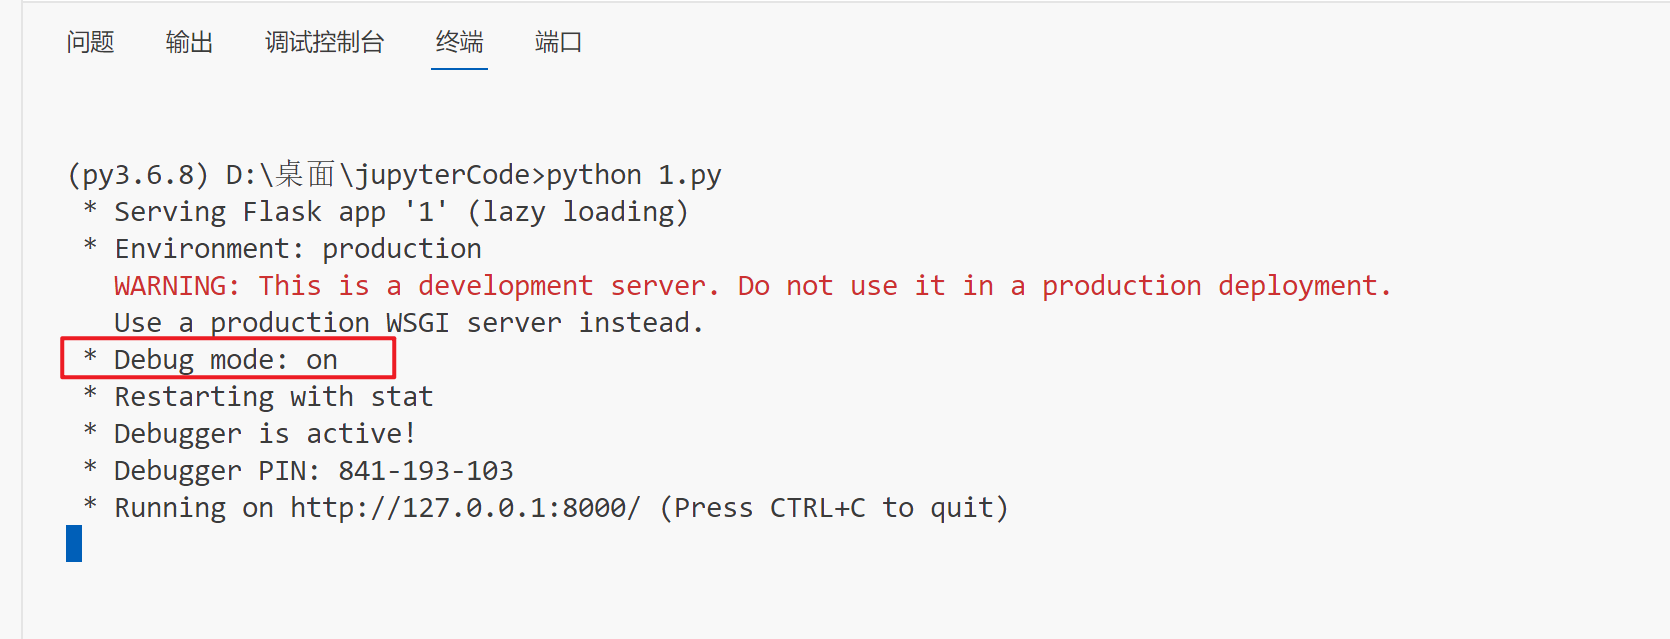 问题 输出 调试控制台 终端 端口
(py3.6.8) D:\桌面\jupyterCode>python 1.py
* Serving Flask app '1' (lazy loading)
* Environment: production
WARNING: This is a development server. Do not use it in a production deployment.
Use a production WSGI server instead.
* Debug mode: on
* Restarting with stat
* Debugger is active!
* Debugger PIN: 841-193-103
* Running on http://127.0.0.1:8000/ (Press CTRL+C to quit)